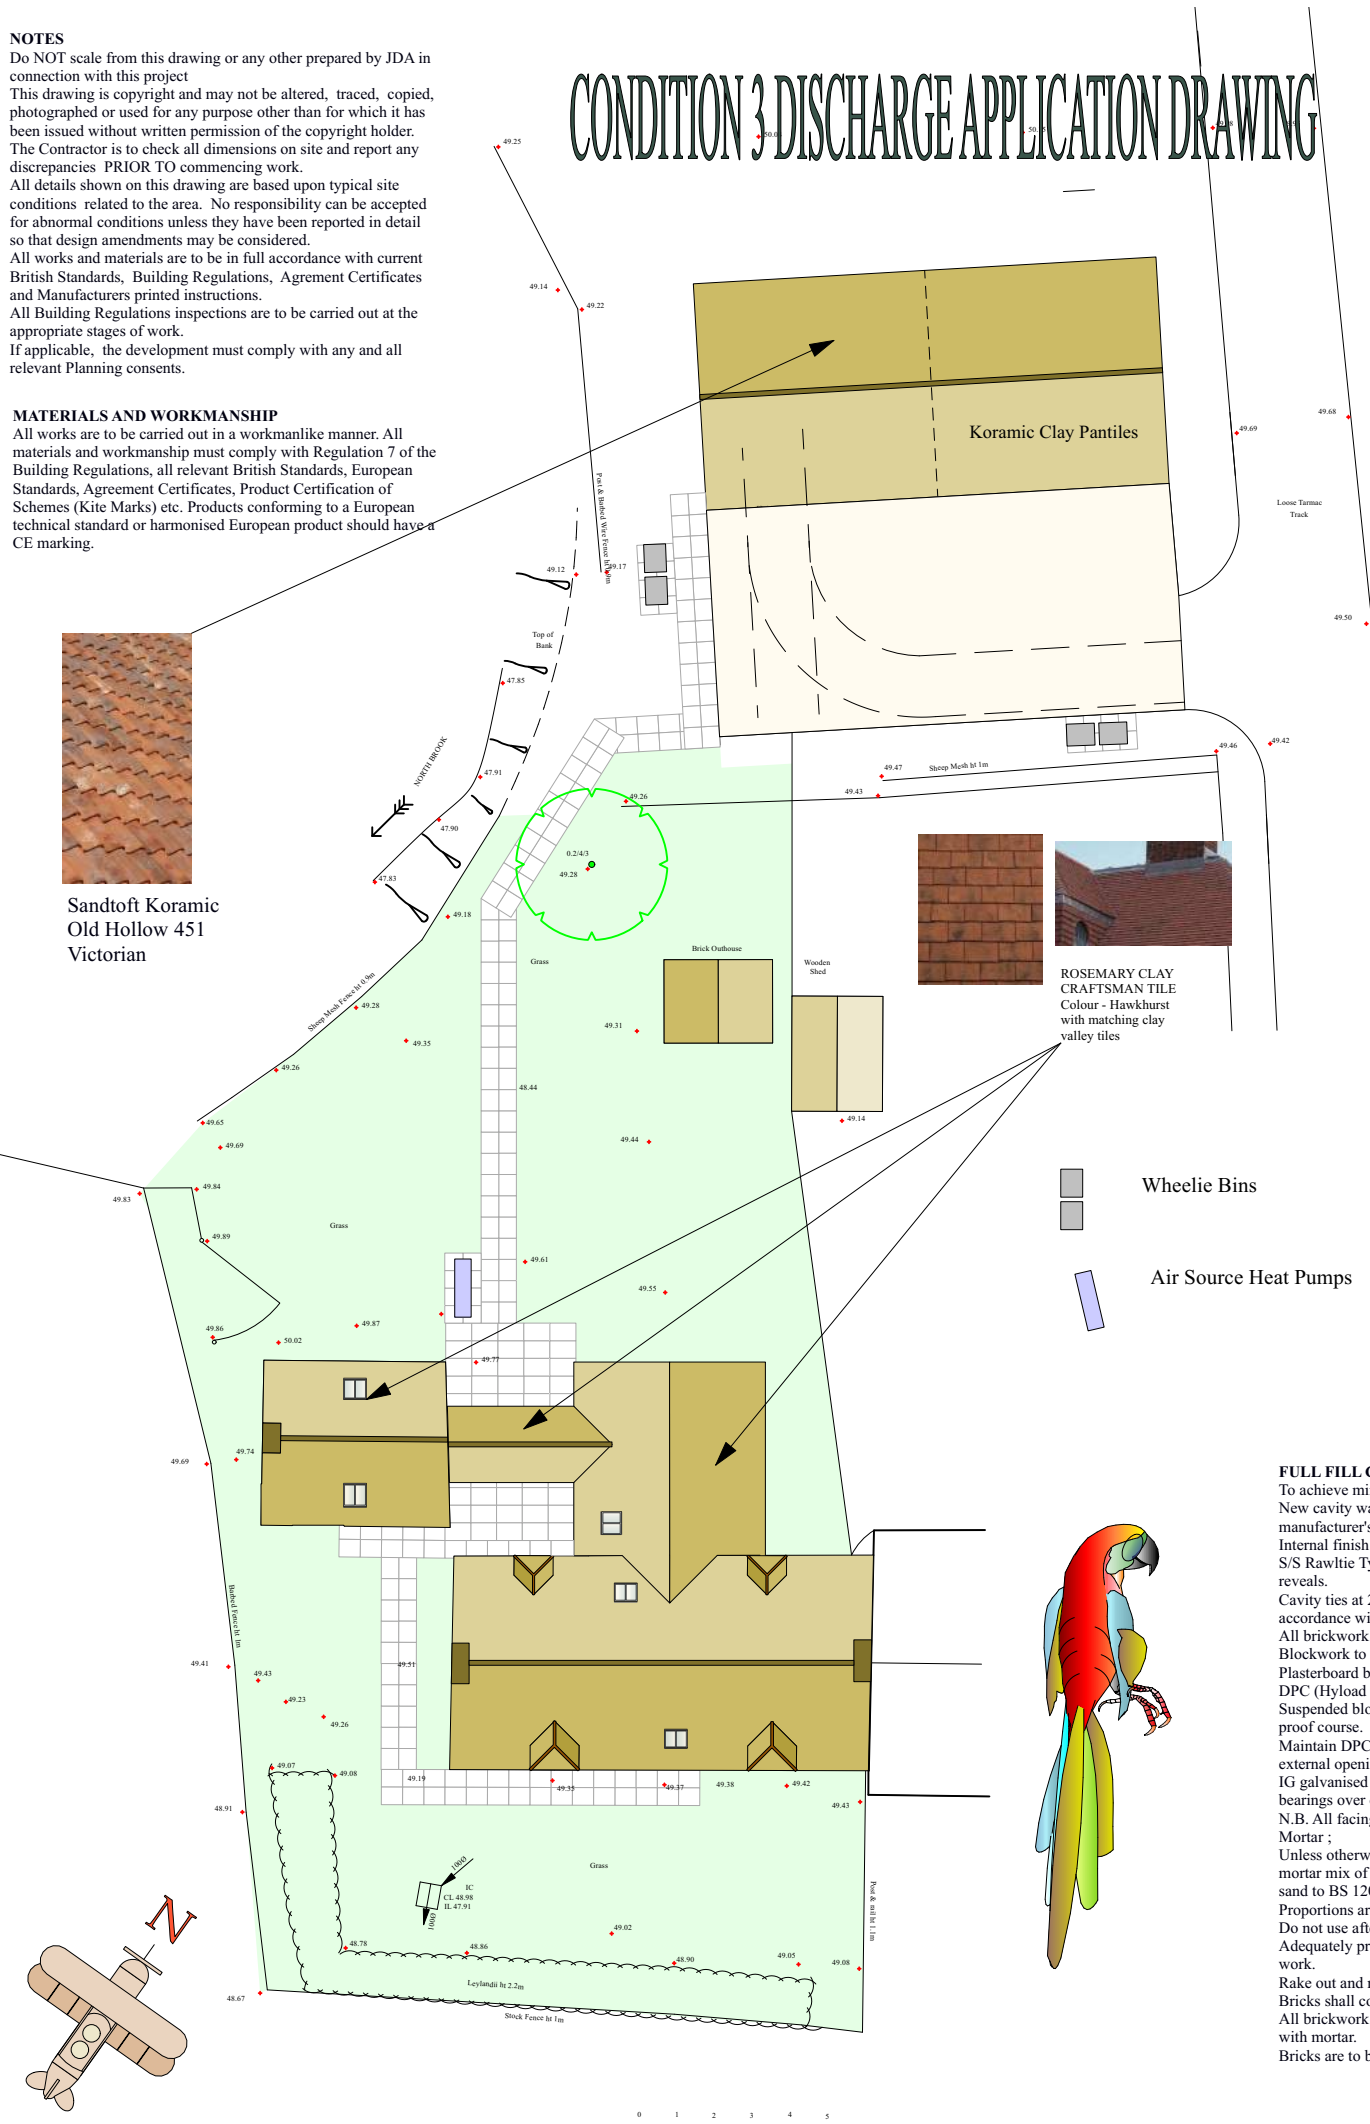 NOTES
Do NOT scale from this drawing or any other prepared by JDA in
connection with this project
This drawing is copyright and may not be altered, traced, copied,
photographed or used for any purpose other than for which it has
been issued without written permission of the copyright holder.
The Contractor is to check all dimensions on site and report any
discrepancies PRIOR TO commencing work.
All details shown on this drawing are based upon typical site
conditions related to the area. No responsibility can be accepted
for abnormal conditions unless they have been reported in detail
so that design amendments may be considered.
All works and materials are to be in full accordance with current
British Standards, Building Regulations, Agrement Certificates
and Manufacturers printed instructions.
All Building Regulations inspections are to be carried out at the
appropriate stages of work.
If applicable, the development must comply with any and all
relevant Planning consents.
MATERIALS AND WORKMANSHIP
All works are to be carried out in a workmanlike manner. All
materials and workmanship must comply with Regulation 7 of the
Building Regulations, all relevant British Standards, European
Standards, Agreement Certificates, Product Certification of
Schemes (Kite Marks) etc. Products conforming to a European
technical standard or harmonised European product should have a
CE marking.
CONDITION 3 DISCHARGE APPLICATION DRAWING
49.25
49.14
49.22
Koramic Clay Pantiles
49.68
49.69
Loose Tarmac
Track
Post & Barbed Wire Fence ht 0.9m
49.12
49.17
49.50
Top of
Bank
47.85
NORTH BROOK
47.91
49.46
49.42
49.47
Sheep Mesh ht 1m
49.43
49.26
47.90
0.2/4/3
49.28
47.83
49.18
Sandtoft Koramic
Old Hollow 451
Victorian
Brick Outhouse
Grass
Wooden
Shed
ROSEMARY CLAY
CRAFTSMAN TILE
Colour - Hawkhurst
with matching clay
valley tiles
Sheep Mesh Fence ht 0.9m
49.28
49.31
49.35
49.26
48.44
49.65
49.14
49.69
49.44
49.84
49.83
Wheelie Bins
Grass
49.89
49.61
Air Source Heat Pumps
49.55
49.87
49.86
50.02
49.77
49.74
49.69
FULL FILL C
To achieve mi
New cavity wa
manufacturer's
Internal finish
S/S Rawltie Ty
reveals.
Cavity ties at 2
accordance wi
All brickwork
Blockwork to
Plasterboard b
DPC (Hyload
Suspended blo
proof course.
Maintain DPC
external openi
IG galvanised
bearings over
N.B. All facing
Mortar ;
Unless otherw
mortar mix of
sand to BS 120
Proportions ar
Do not use afte
Adequately pr
work.
Rake out and r
Bricks shall co
All brickwork
with mortar.
Bricks are to b
Barbed Fence ht 1m
49.41
49.43
49.51
49.23
49.26
49.07
49.08
49.19
49.35
49.37
49.38
49.42
48.91
49.43
Grass
100Ø
IC
CL 48.98
IL 47.91
100Ø
Post & rail ht 1.1m
49.02
N
48.78
48.86
48.90
49.05
49.08
Leylandii ht 2.2m
48.67
Stock Fence ht 1m
0 1 2 3 4 5